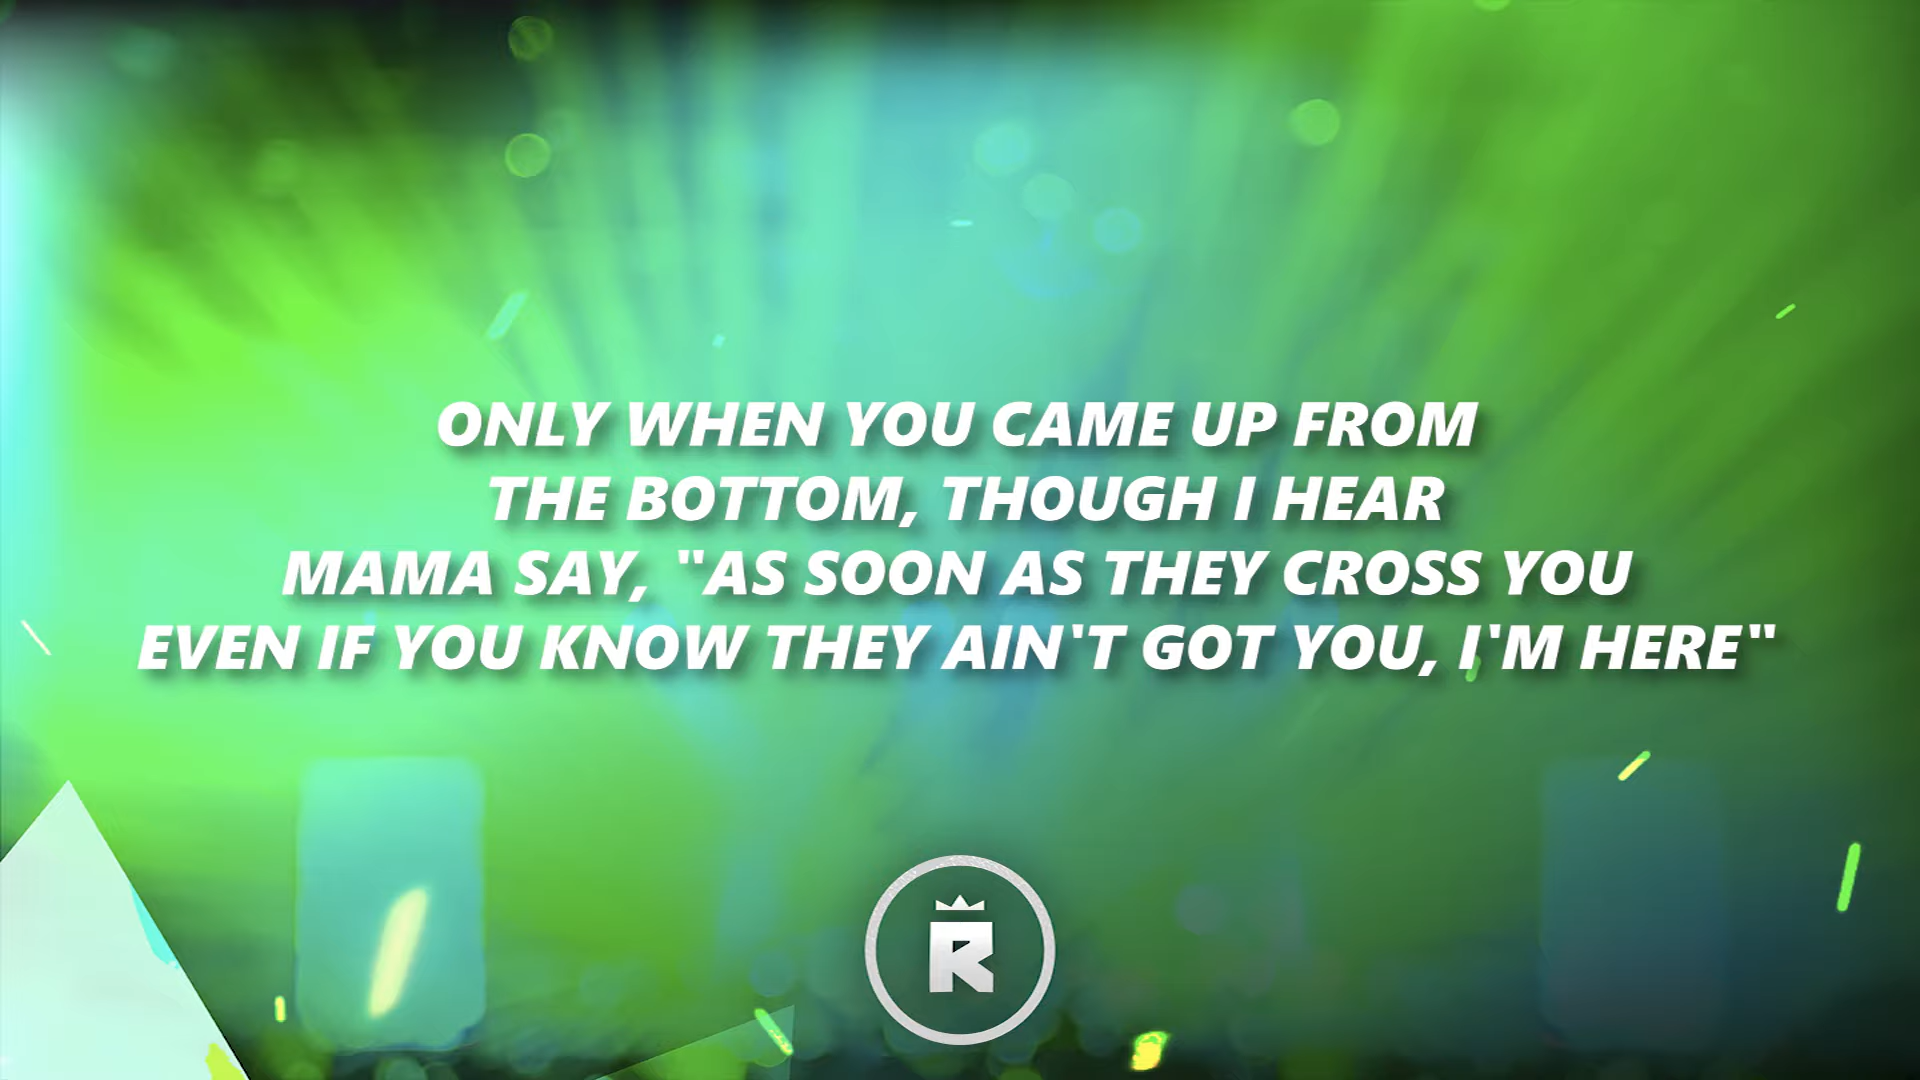 ONLY WHEN YOU CAME UP FROM
THE BOTTOM, THOUGH I HEAR
MAMA SAY, "AS SOON AS THEY CROSS YOU
EVEN IF YOU KNOW THEY AIN'T GOT YOU, I'M HERE"
R